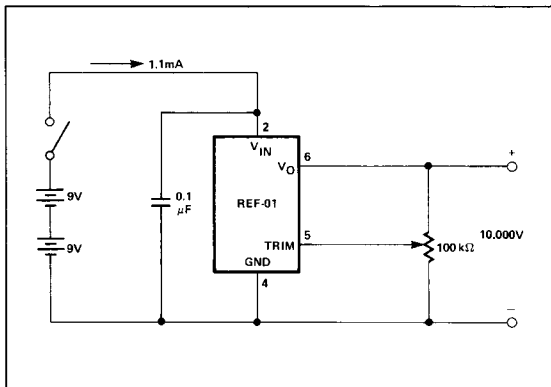 1.1mA
2
V_IN
V_O
6
9V
0.1
μF
REF-01
9V
TRIM
5
100 kΩ
10.000V
GND
4
+
−